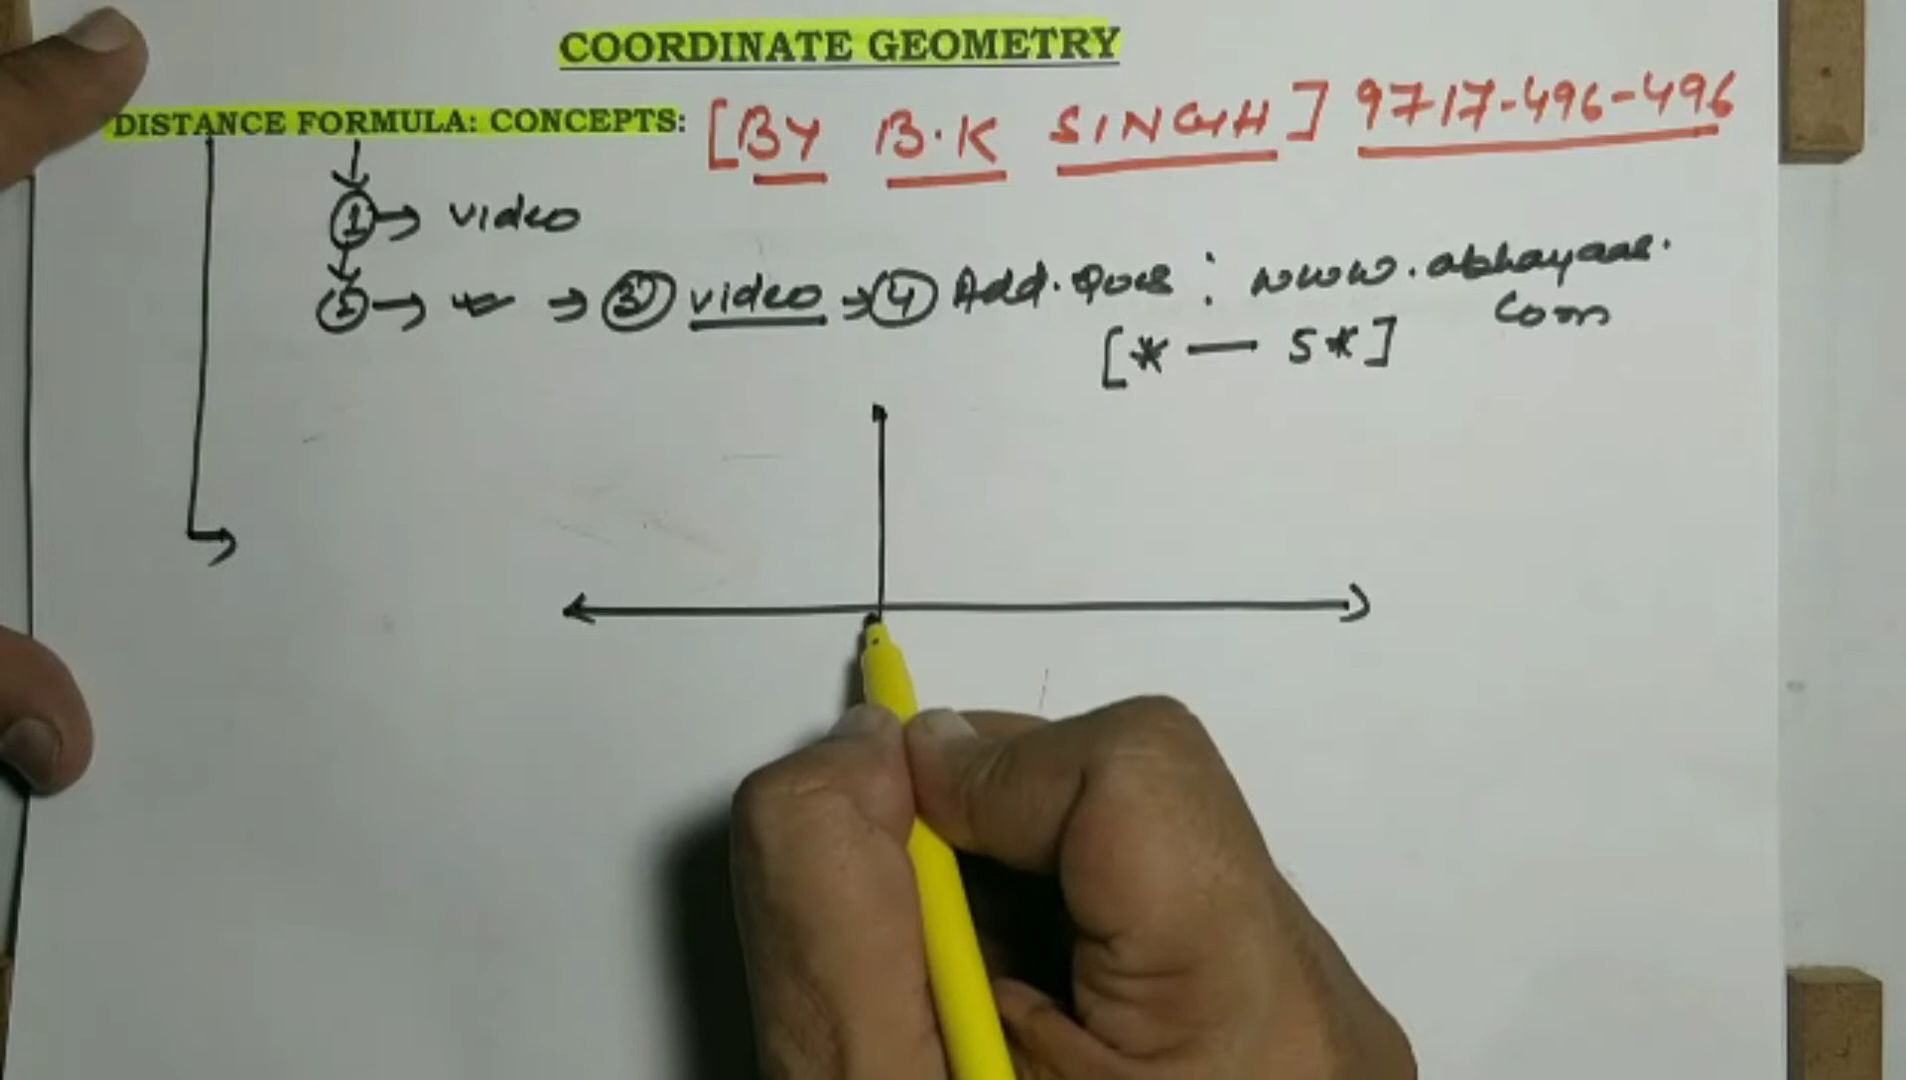 COORDINATE GEOMETRY
DISTANCE FORMULA: CONCEPTS: [BY B.K SINGH] 9717-496-496
① → video
② → → ③ video → ④ Add. Ques : www.abhayaas.
com
[* — 5*]